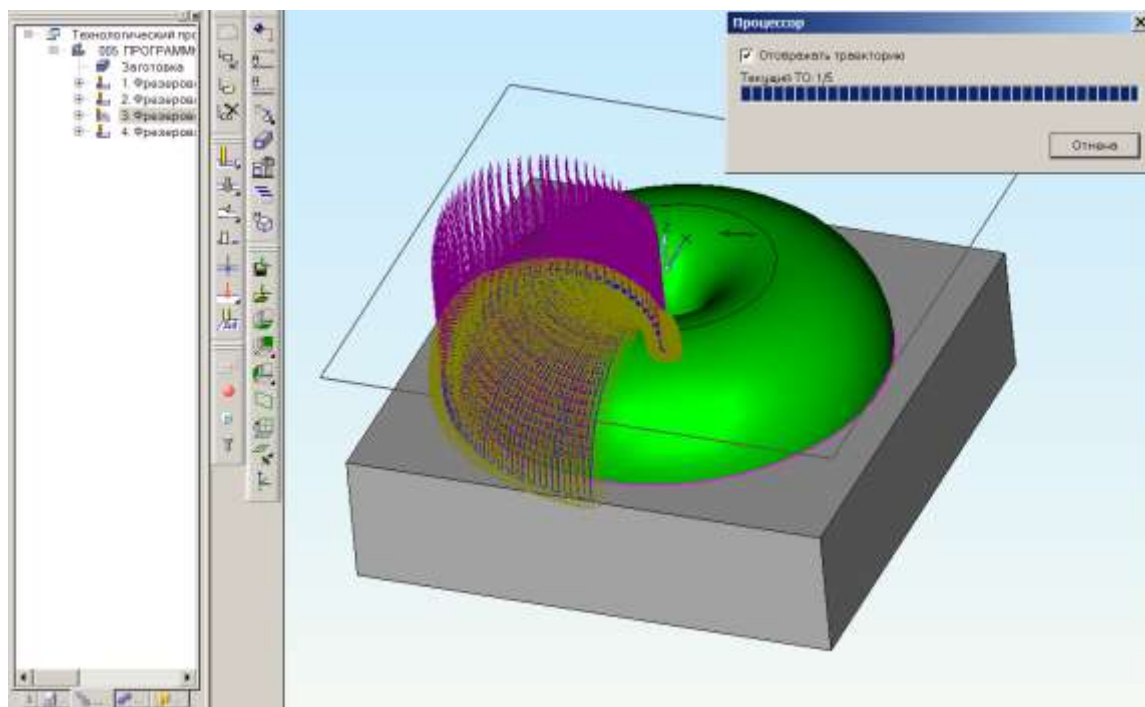 Технологический про
005 ПРОГРАММН
Заготовка
1. Фрезеров
2. Фрезеров
3. Фрезеров
4. Фрезеров
Процессор
Отображать траекторию
Текущий ТО: 1/5
Отмена
Z
X